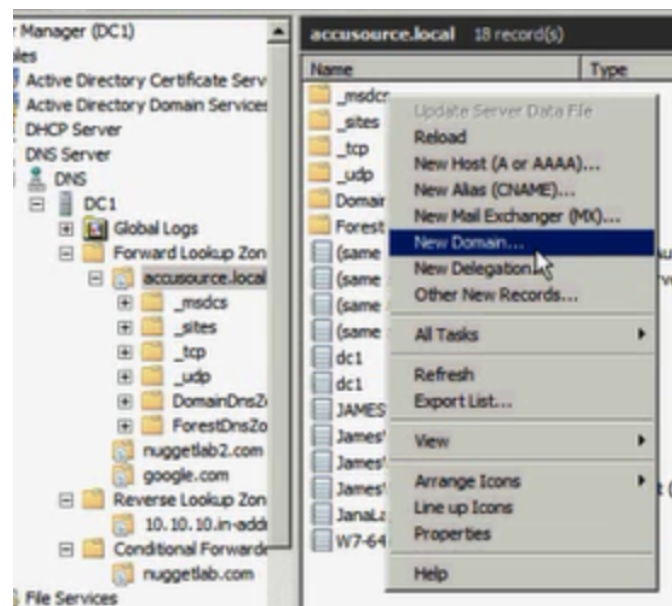 r Manager (DC1)
oles
Active Directory Certificate Serv
Active Directory Domain Services
DHCP Server
DNS Server
DNS
DC1
Global Logs
Forward Lookup Zon
accusource.local
_msdcs
_sites
_tcp
_udp
DomainDnsZo
ForestDnsZo
nuggetlab2.com
google.com
Reverse Lookup Zon
10.10.10.in-addr
Conditional Forwarde
nuggetlab.com
File Services
accusource.local 18 record(s)
Name Type
_msdcs
_sites
_tcp
_udp
Domain
Forest
(same
(same
(same
(same
dc1
dc1
JAMES
James'
James'
James'
JanaLa
W7-64
Update Server Data File
Reload
New Host (A or AAAA)...
New Alias (CNAME)...
New Mail Exchanger (MX)...
New Domain...
New Delegation...
Other New Records...
All Tasks
Refresh
Export List...
View
Arrange Icons
Line up Icons
Properties
Help